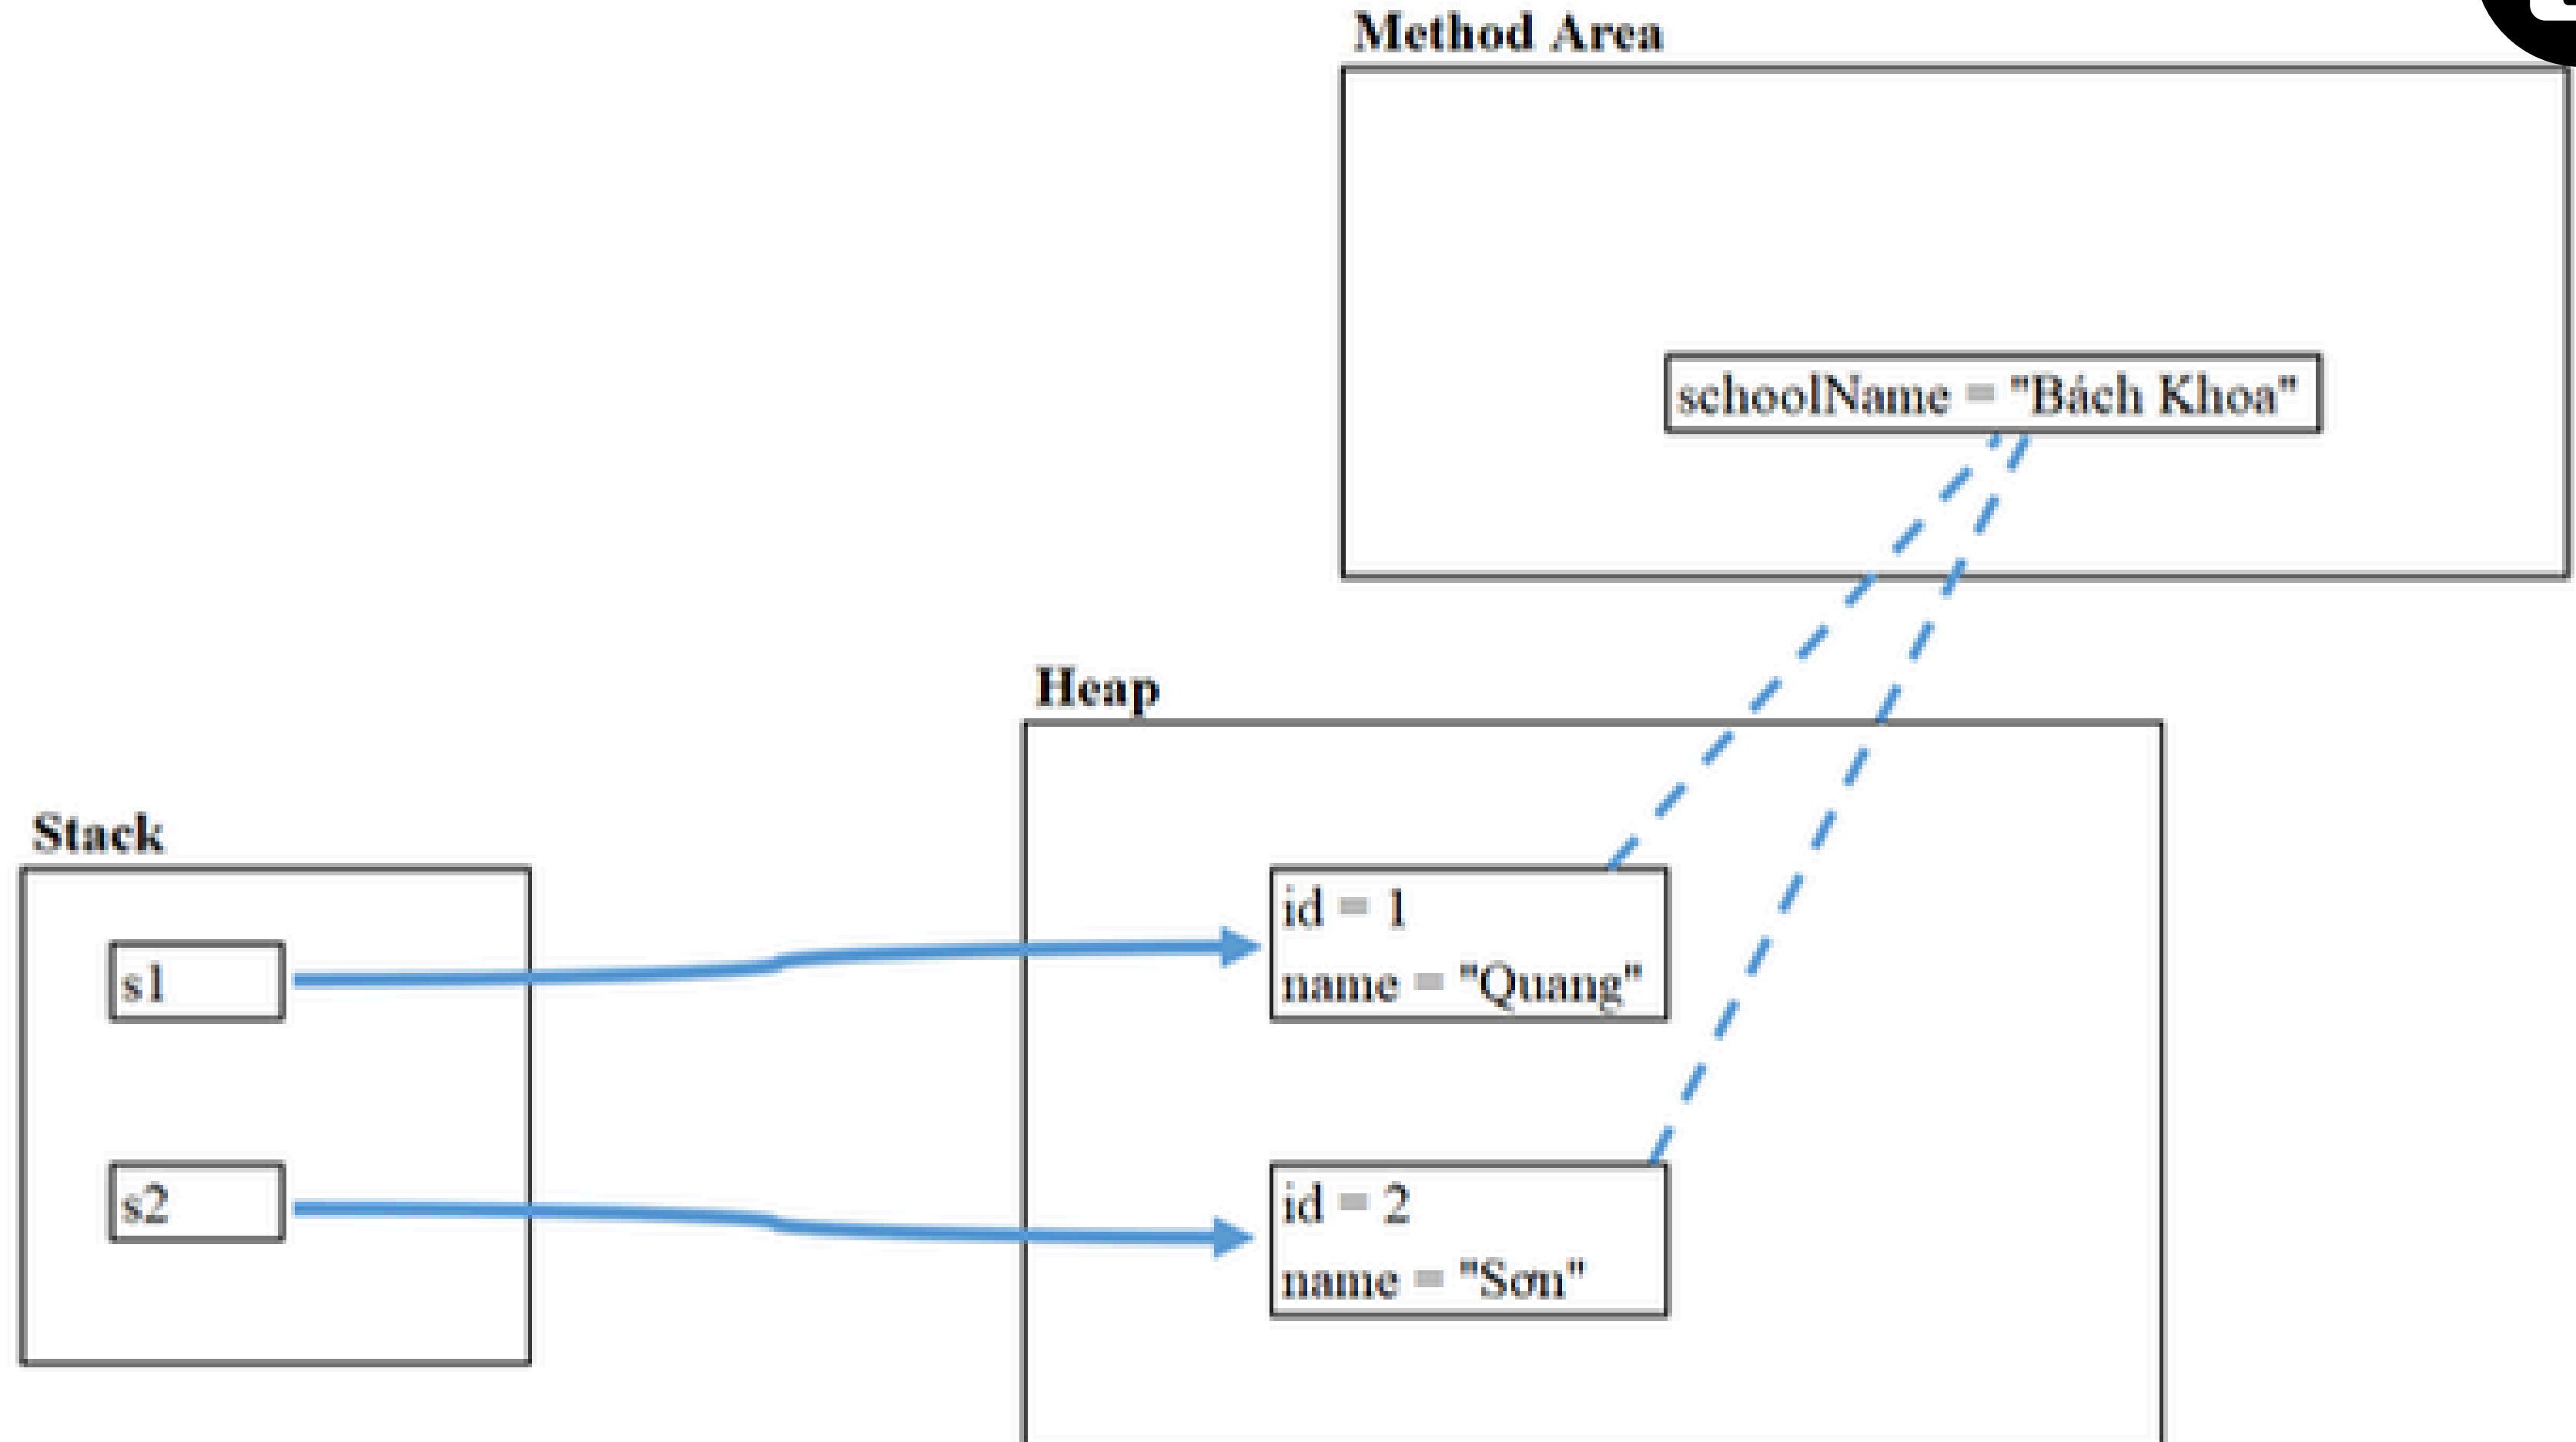 Method Area
schoolName = "Bách Khoa"
Heap
Stack
id = 1
s1
name = "Quang"
s2
id = 2
name = "Sơn"